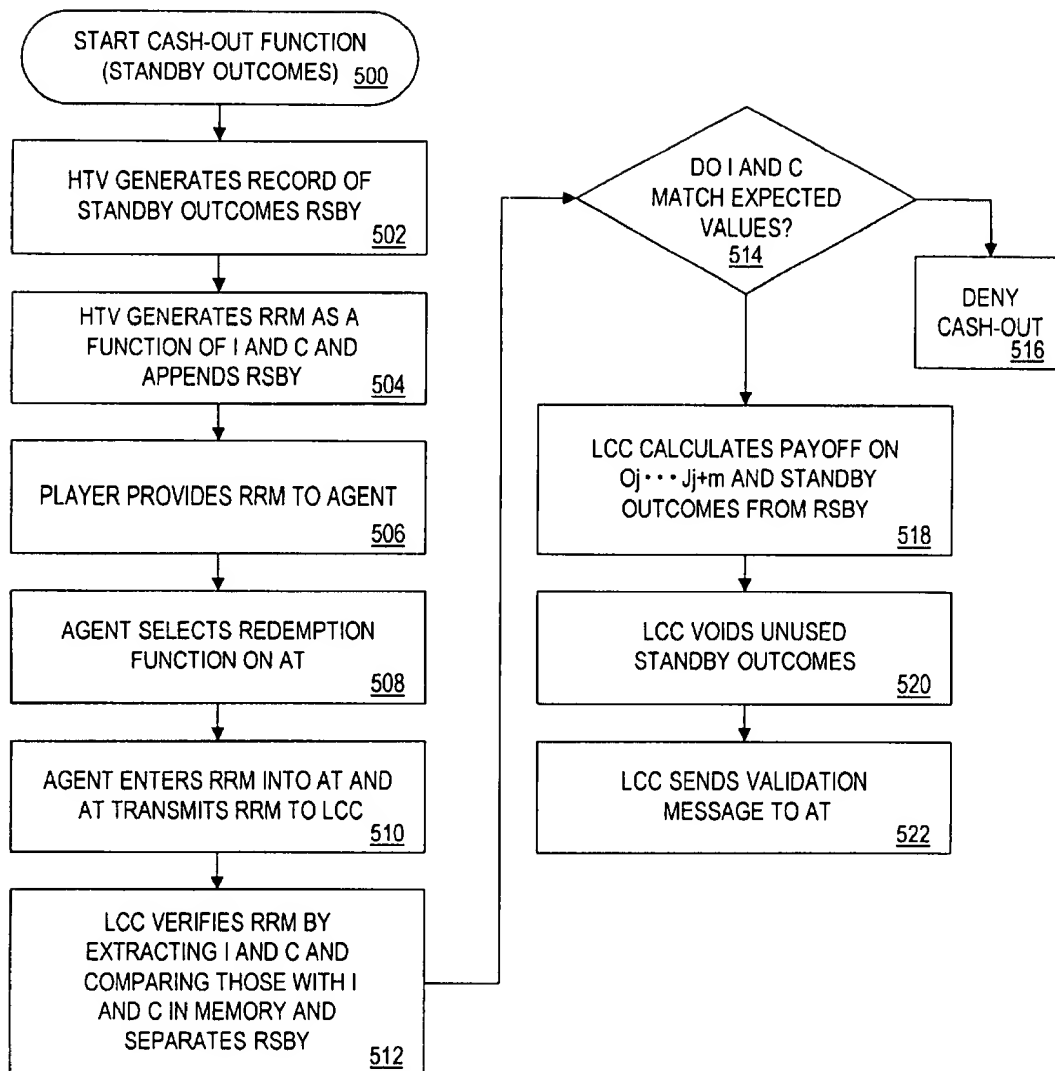 START CASH-OUT FUNCTION
(STANDBY OUTCOMES) 500
HTV GENERATES RECORD OF
STANDBY OUTCOMES RSBY
502
HTV GENERATES RRM AS A
FUNCTION OF I AND C AND
APPENDS RSBY
504
PLAYER PROVIDES RRM TO AGENT
506
AGENT SELECTS REDEMPTION
FUNCTION ON AT
508
AGENT ENTERS RRM INTO AT AND
AT TRANSMITS RRM TO LCC
510
LCC VERIFIES RRM BY
EXTRACTING I AND C AND
COMPARING THOSE WITH I
AND C IN MEMORY AND
SEPARATES RSBY
512
DO I AND C
MATCH EXPECTED
VALUES?
514
DENY
CASH-OUT
516
LCC CALCULATES PAYOFF ON
Oj···Jj+m AND STANDBY
OUTCOMES FROM RSBY
518
LCC VOIDS UNUSED
STANDBY OUTCOMES
520
LCC SENDS VALIDATION
MESSAGE TO AT
522